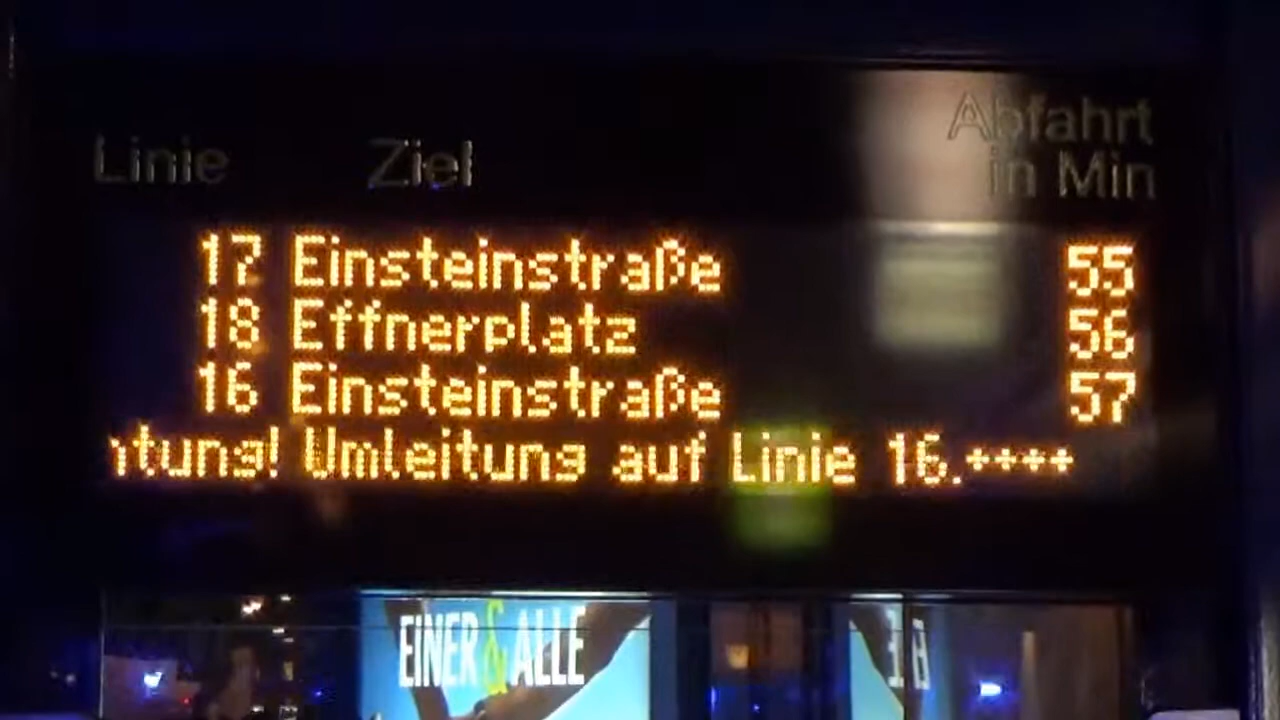 Linie Ziel Abfahrt in Min
17 Einsteinstraße 55
18 Effnerplatz 56
16 Einsteinstraße 57
htung! Umleitung auf Linie 16.++++
EINER & ALLE